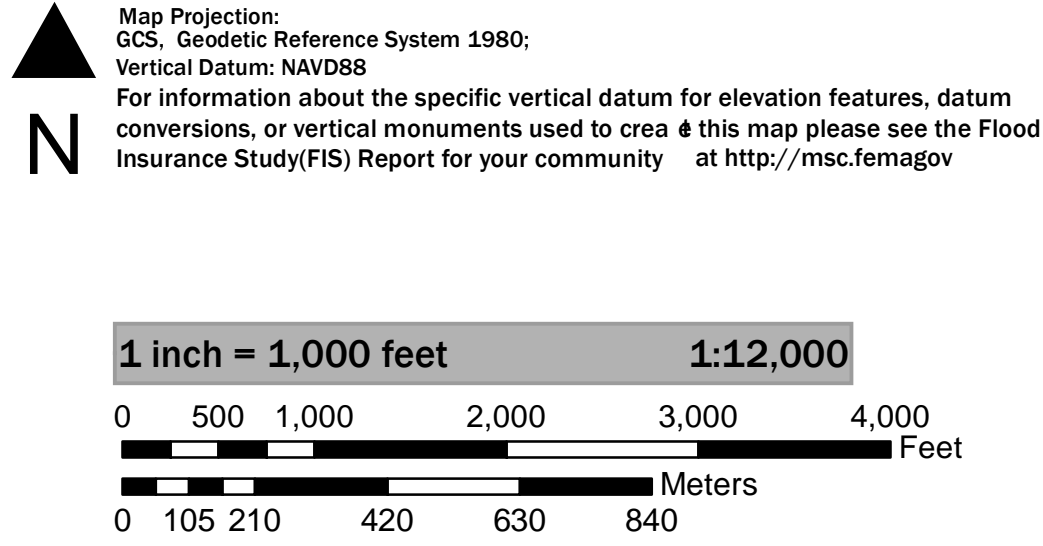 Map Projection:
GCS, Geodetic Reference System 1980;
Vertical Datum: NAVD88
For information about the specific vertical datum for elevation features, datum
conversions, or vertical monuments used to crea this map please see the Flood
Insurance Study(FIS) Report for your community at http://msc.femagov
N
1 inch = 1,000 feet 1:12,000
0 500 1,000 2,000 3,000 4,000
Feet
Meters
0 105 210 420 630 840